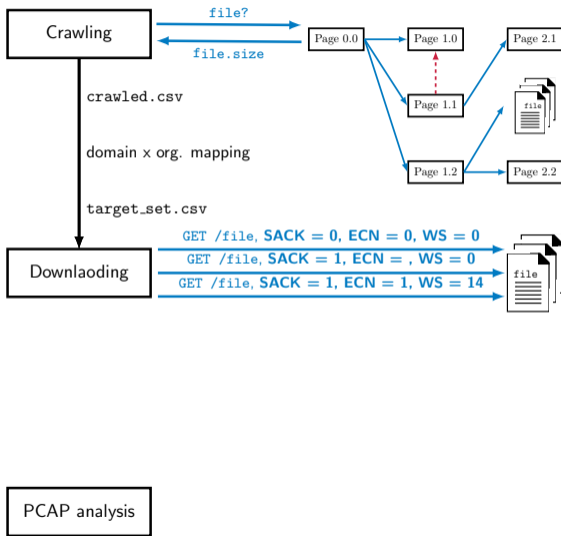 Crawling
file?
file.size
Page 0.0
Page 1.0
Page 2.1
Page 1.1
file
Page 1.2
Page 2.2
crawled.csv
domain x org. mapping
target_set.csv
Downlaoding
GET /file, SACK = 0, ECN = 0, WS = 0
GET /file, SACK = 1, ECN = , WS = 0
GET /file, SACK = 1, ECN = 1, WS = 14
file
PCAP analysis